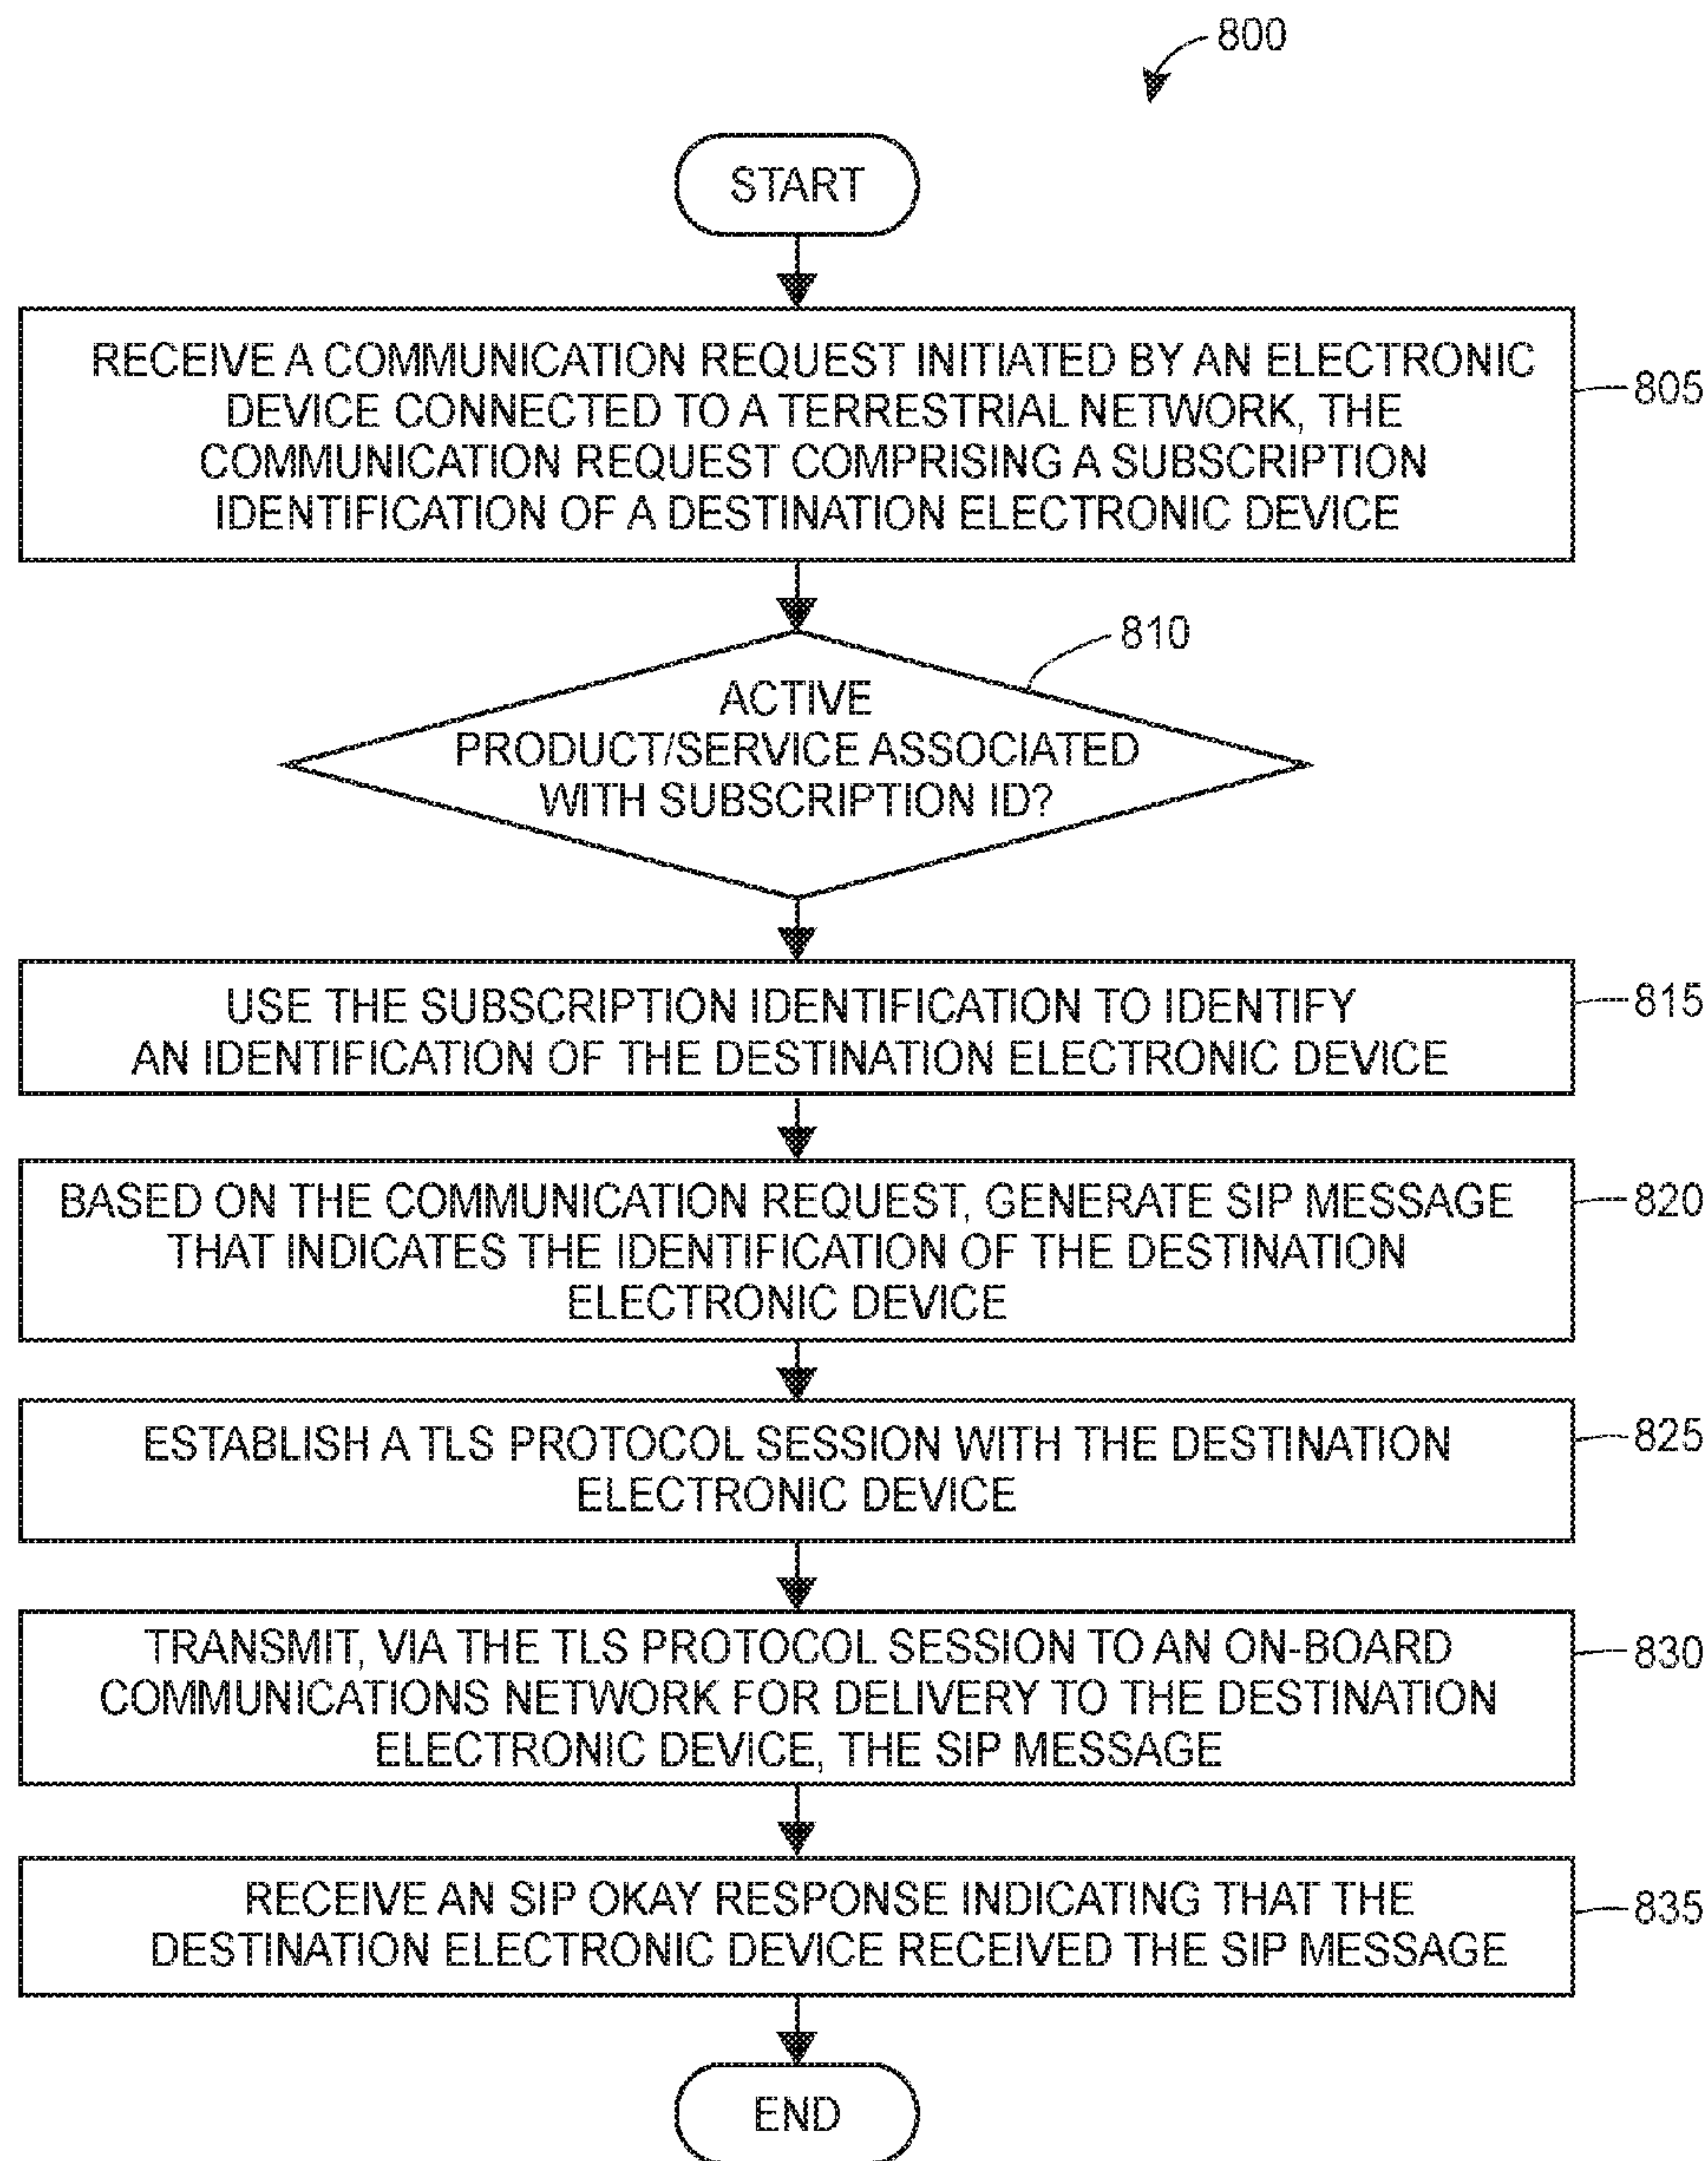 800
START
RECEIVE A COMMUNICATION REQUEST INITIATED BY AN ELECTRONIC
DEVICE CONNECTED TO A TERRESTRIAL NETWORK, THE
COMMUNICATION REQUEST COMPRISING A SUBSCRIPTION
IDENTIFICATION OF A DESTINATION ELECTRONIC DEVICE
805
810
ACTIVE
PRODUCT/SERVICE ASSOCIATED
WITH SUBSCRIPTION ID?
USE THE SUBSCRIPTION IDENTIFICATION TO IDENTIFY
AN IDENTIFICATION OF THE DESTINATION ELECTRONIC DEVICE
815
BASED ON THE COMMUNICATION REQUEST, GENERATE SIP MESSAGE
THAT INDICATES THE IDENTIFICATION OF THE DESTINATION
ELECTRONIC DEVICE
820
ESTABLISH A TLS PROTOCOL SESSION WITH THE DESTINATION
ELECTRONIC DEVICE
825
TRANSMIT, VIA THE TLS PROTOCOL SESSION TO AN ON-BOARD
COMMUNICATIONS NETWORK FOR DELIVERY TO THE DESTINATION
ELECTRONIC DEVICE, THE SIP MESSAGE
830
RECEIVE AN SIP OKAY RESPONSE INDICATING THAT THE
DESTINATION ELECTRONIC DEVICE RECEIVED THE SIP MESSAGE
835
END